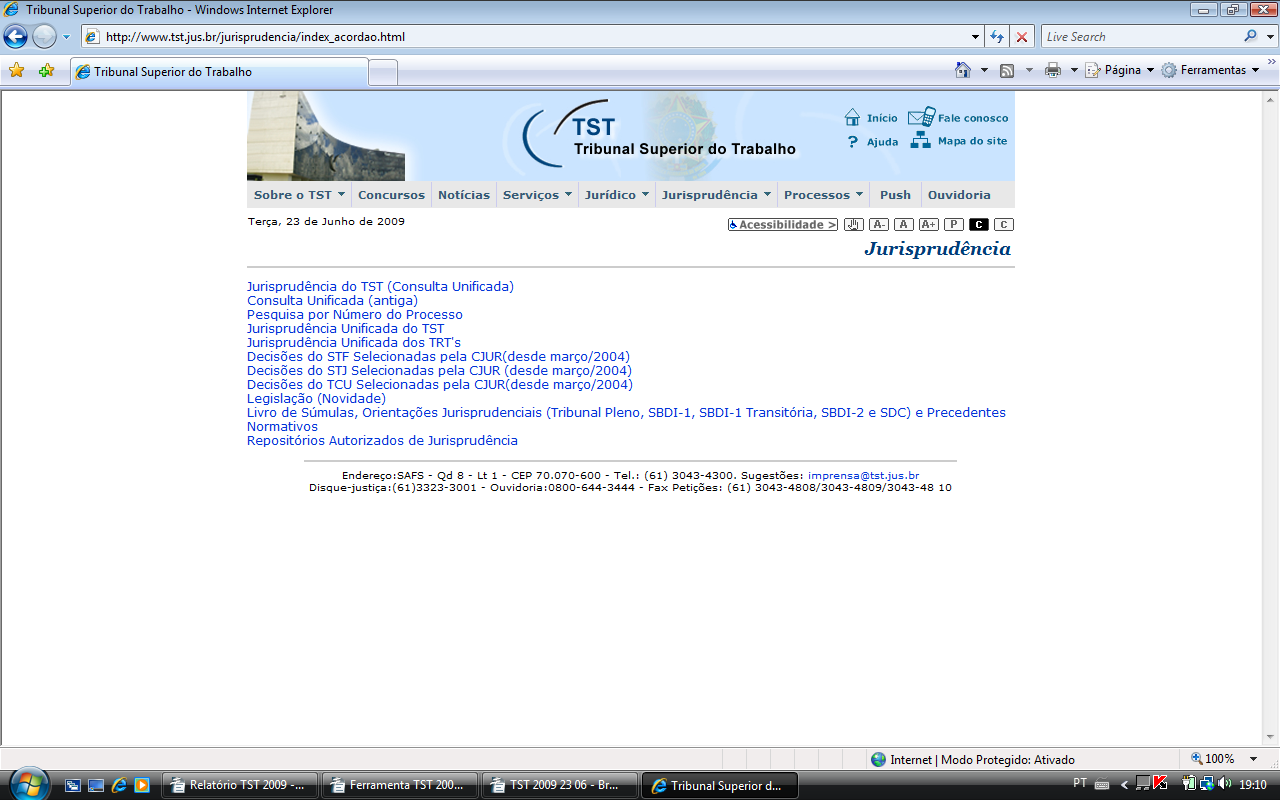 Tribunal Superior do Trabalho - Windows Internet Explorer
http://www.tst.jus.br/jurisprudencia/index_acordao.html
Live Search
Tribunal Superior do Trabalho
Página
Ferramentas
TST
Tribunal Superior do Trabalho
Início
Fale conosco
? Ajuda
Mapa do site
Sobre o TST
Concursos
Notícias
Serviços
Jurídico
Jurisprudência
Processos
Push
Ouvidoria
Terça, 23 de Junho de 2009
Acessibilidade >
A-
A
A+
P
C
C
Jurisprudência
Jurisprudência do TST (Consulta Unificada)
Consulta Unificada (antiga)
Pesquisa por Número do Processo
Jurisprudência Unificada do TST
Jurisprudência Unificada dos TRT's
Decisões do STF Selecionadas pela CJUR(desde março/2004)
Decisões do STJ Selecionadas pela CJUR (desde março/2004)
Decisões do TCU Selecionadas pela CJUR(desde março/2004)
Legislação (Novidade)
Livro de Súmulas, Orientações Jurisprudenciais (Tribunal Pleno, SBDI-1, SBDI-1 Transitória, SBDI-2 e SDC) e Precedentes
Normativos
Repositórios Autorizados de Jurisprudência
Endereço:SAFS - Qd 8 - Lt 1 - CEP 70.070-600 - Tel.: (61) 3043-4300. Sugestões: imprensa@tst.jus.br
Disque-justiça:(61)3323-3001 - Ouvidoria:0800-644-3444 - Fax Petições: (61) 3043-4808/3043-4809/3043-48 10
Internet | Modo Protegido: Ativado
100%
Relatório TST 2009 -...
Ferramenta TST 200...
TST 2009 23 06 - Br...
Tribunal Superior d...
PT
19:10